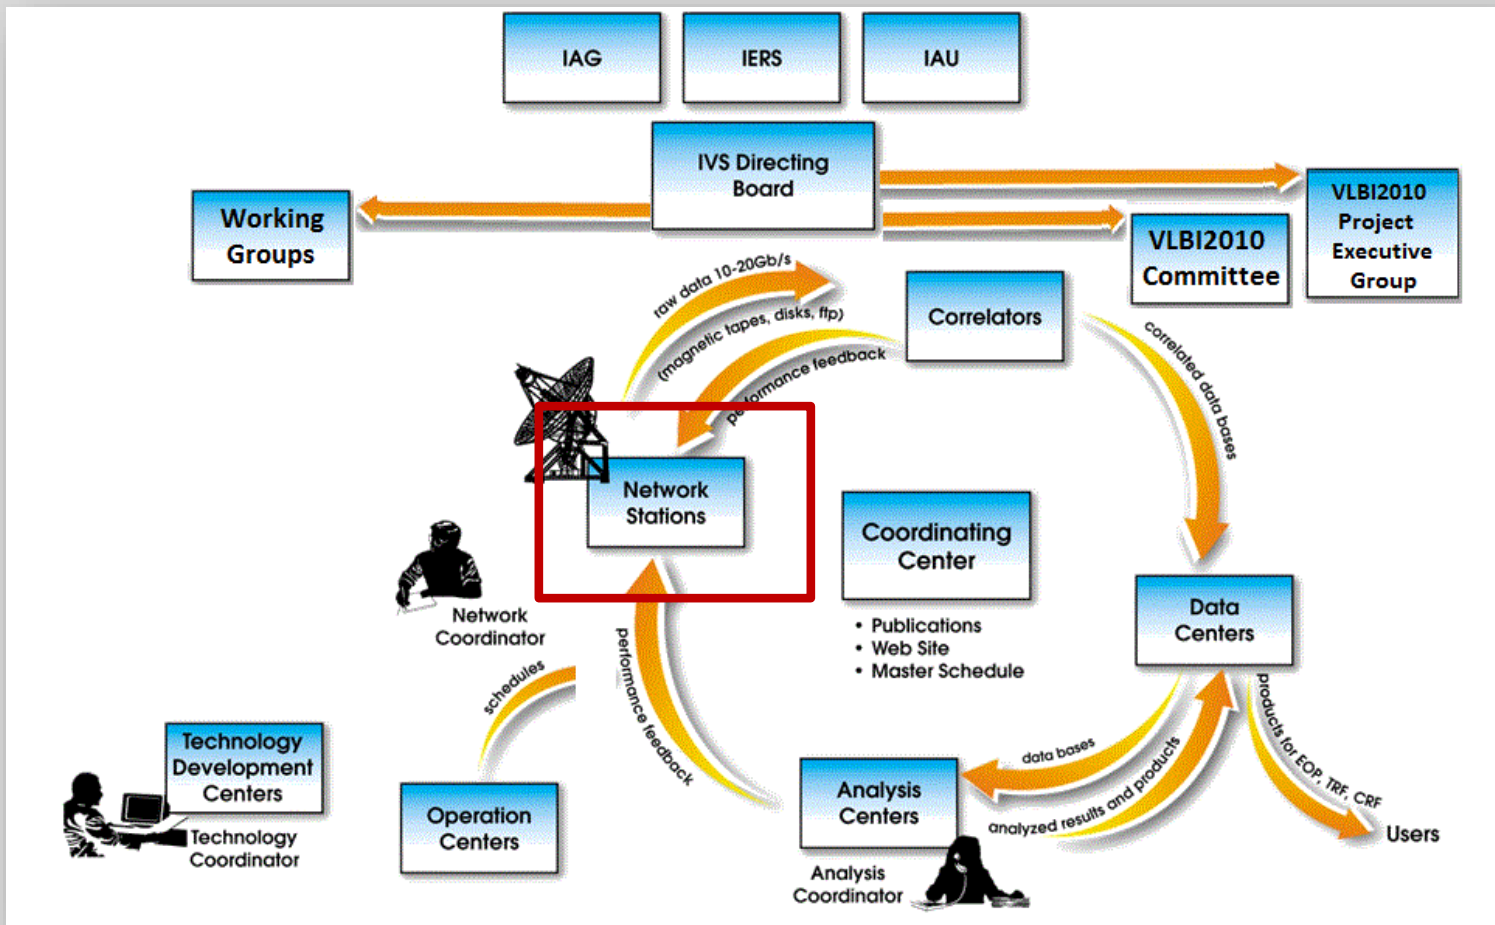 IAG
IERS
IAU
IVS Directing
Board
Working
Groups
VLBI2010
Committee
VLBI2010
Project
Executive
Group
raw data 10-20Gb/s
(magnetic tapes, disks, ftp)
performance feedback
Correlators
correlated data bases
Network
Stations
Coordinating
Center
• Publications
• Web Site
• Master Schedule
Network
Coordinator
Data
Centers
schedules
performance feedback
Technology
Development
Centers
Technology
Coordinator
Operation
Centers
data bases
analyzed results and products
products for EOP, TRF, CRF
Users
Analysis
Centers
Analysis
Coordinator